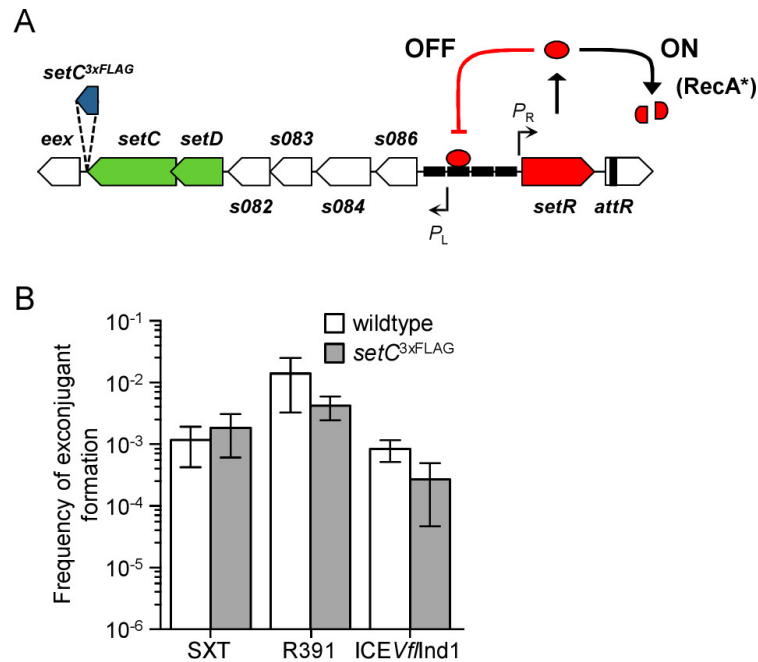 A
OFF
ON
(RecA*)
setC3xFLAG
PR
eex
setC
setD
s083
s086
s082
s084
PL
setR
attR
B
wildtype
setC3xFLAG
Frequency of exconjugant
formation
10-1
10-2
10-3
10-4
10-5
10-6
SXT
R391
ICEVflInd1